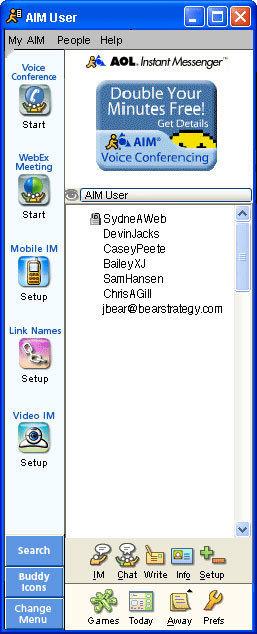 AIM User
My AIM People Help
Voice
Conference
Start
WebEx
Meeting
Start
Mobile IM
Setup
Link Names
Setup
Video IM
Setup
Search
Buddy
Icons
Change
Menu
AOL Instant Messenger™
Double Your
Minutes Free!
Get Details
AIM®
Voice Conferencing
AIM User
SydneAWeb
DevinJacks
CaseyPeete
BaileyXJ
SamHansen
ChrisAGill
jbear@bearstrategy.com
IM Chat Write Info Setup
Games Today Away Prefs